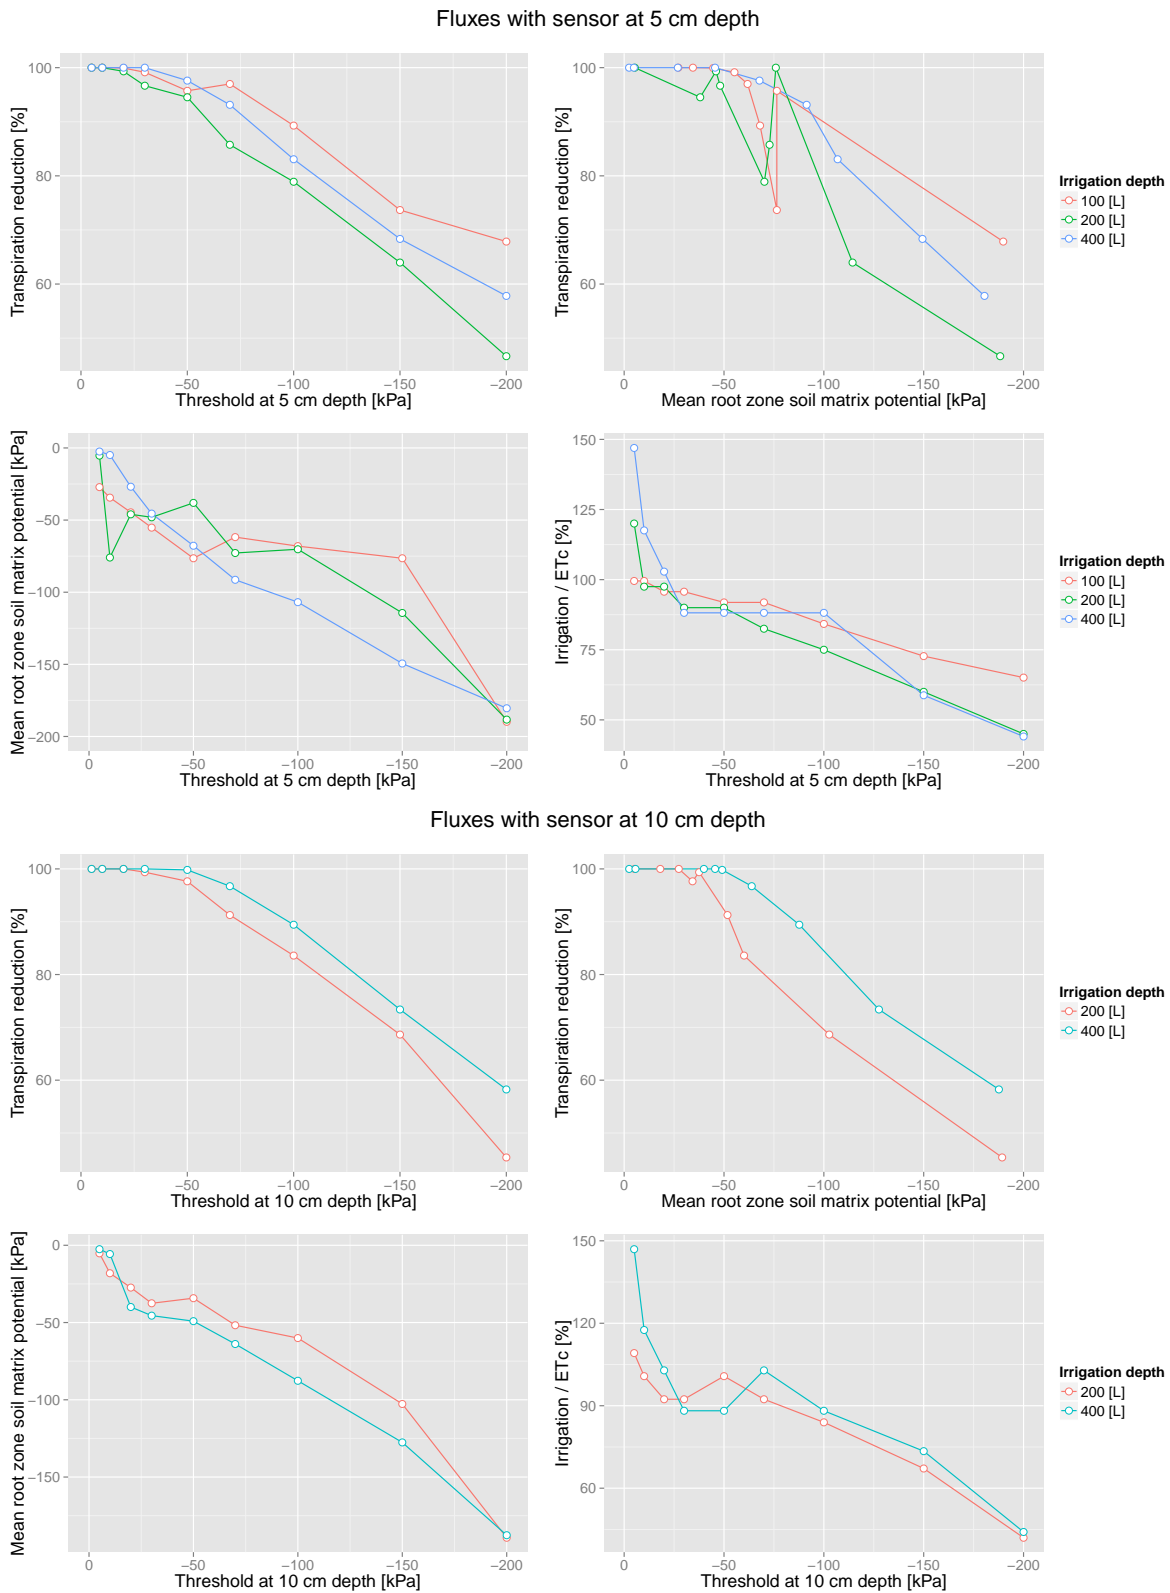 Fluxes with sensor at 5 cm depth
Transpiration reduction [%]
100
80
60
0 −50 −100 −150 −200
Threshold at 5 cm depth [kPa]
Transpiration reduction [%]
100
80
60
0 −50 −100 −150 −200
Mean root zone soil matrix potential [kPa]
Irrigation depth
100 [L]
200 [L]
400 [L]
Mean root zone soil matrix potential [kPa]
0
−50
−100
−150
−200
0 −50 −100 −150 −200
Threshold at 5 cm depth [kPa]
Irrigation / ETc [%]
150
125
100
75
50
0 −50 −100 −150 −200
Threshold at 5 cm depth [kPa]
Irrigation depth
100 [L]
200 [L]
400 [L]
Fluxes with sensor at 10 cm depth
Transpiration reduction [%]
100
80
60
0 −50 −100 −150 −200
Threshold at 10 cm depth [kPa]
Transpiration reduction [%]
100
80
60
0 −50 −100 −150 −200
Mean root zone soil matrix potential [kPa]
Irrigation depth
200 [L]
400 [L]
Mean root zone soil matrix potential [kPa]
0
−50
−100
−150
0 −50 −100 −150 −200
Threshold at 10 cm depth [kPa]
Irrigation / ETc [%]
150
120
90
60
0 −50 −100 −150 −200
Threshold at 10 cm depth [kPa]
Irrigation depth
200 [L]
400 [L]